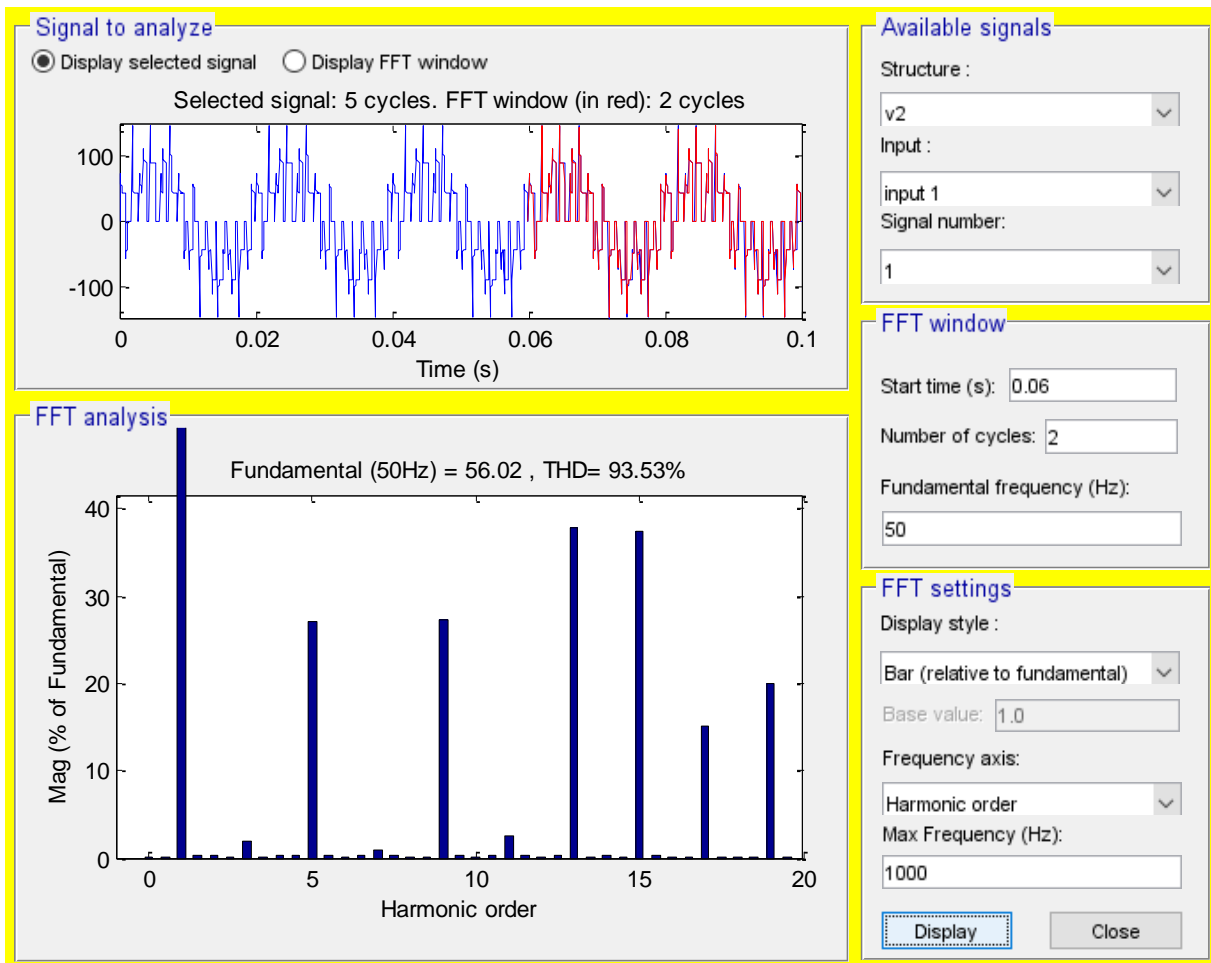 Signal to analyze
Display selected signal Display FFT window
Selected signal: 5 cycles. FFT window (in red): 2 cycles
100
0
-100
0 0.02 0.04 0.06 0.08 0.1
Time (s)
FFT analysis
Fundamental (50Hz) = 56.02 , THD= 93.53%
40
30
20
10
0
Mag (% of Fundamental)
0 5 10 15 20
Harmonic order
Available signals
Structure :
v2
Input :
input 1
Signal number:
1
FFT window
Start time (s): 0.06
Number of cycles: 2
Fundamental frequency (Hz):
50
FFT settings
Display style :
Bar (relative to fundamental)
Base value: 1.0
Frequency axis:
Harmonic order
Max Frequency (Hz):
1000
Display Close